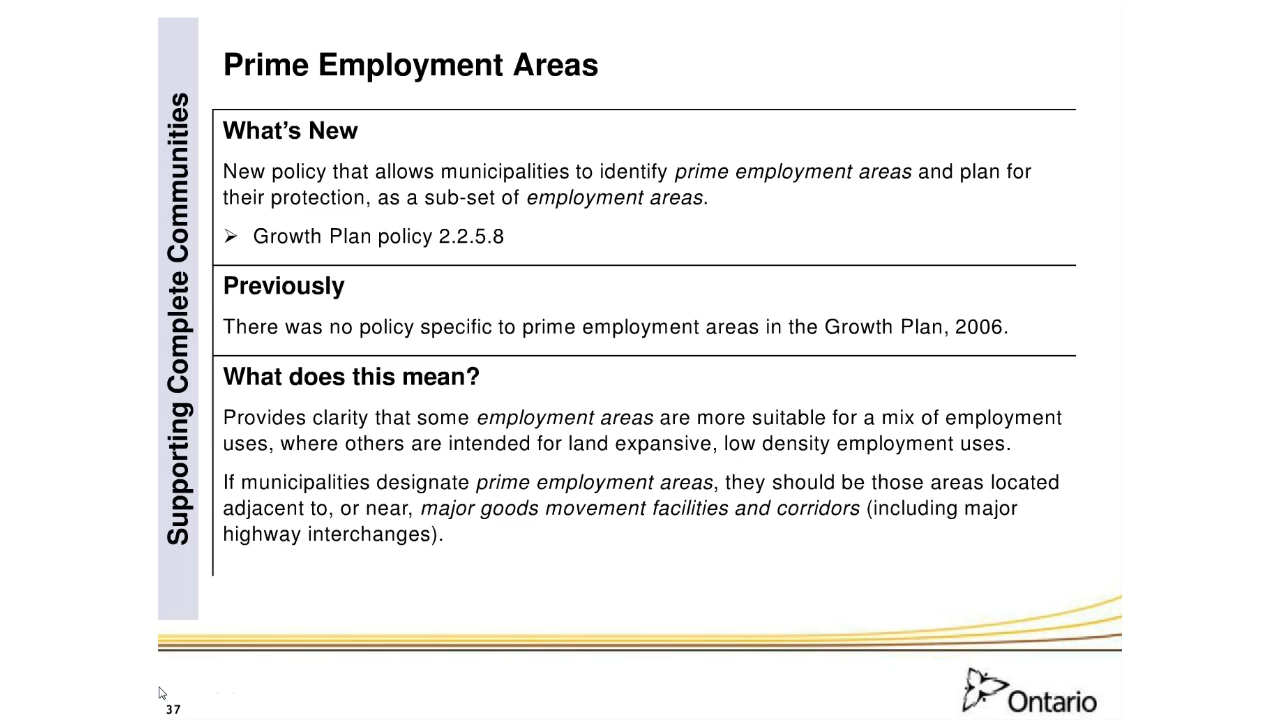 Supporting Complete Communities
Prime Employment Areas
What's New
New policy that allows municipalities to identify prime employment areas and plan for
their protection, as a sub-set of employment areas.
➢ Growth Plan policy 2.2.5.8
Previously
There was no policy specific to prime employment areas in the Growth Plan, 2006.
What does this mean?
Provides clarity that some employment areas are more suitable for a mix of employment
uses, where others are intended for land expansive, low density employment uses.
If municipalities designate prime employment areas, they should be those areas located
adjacent to, or near, major goods movement facilities and corridors (including major
highway interchanges).
37
Ontario